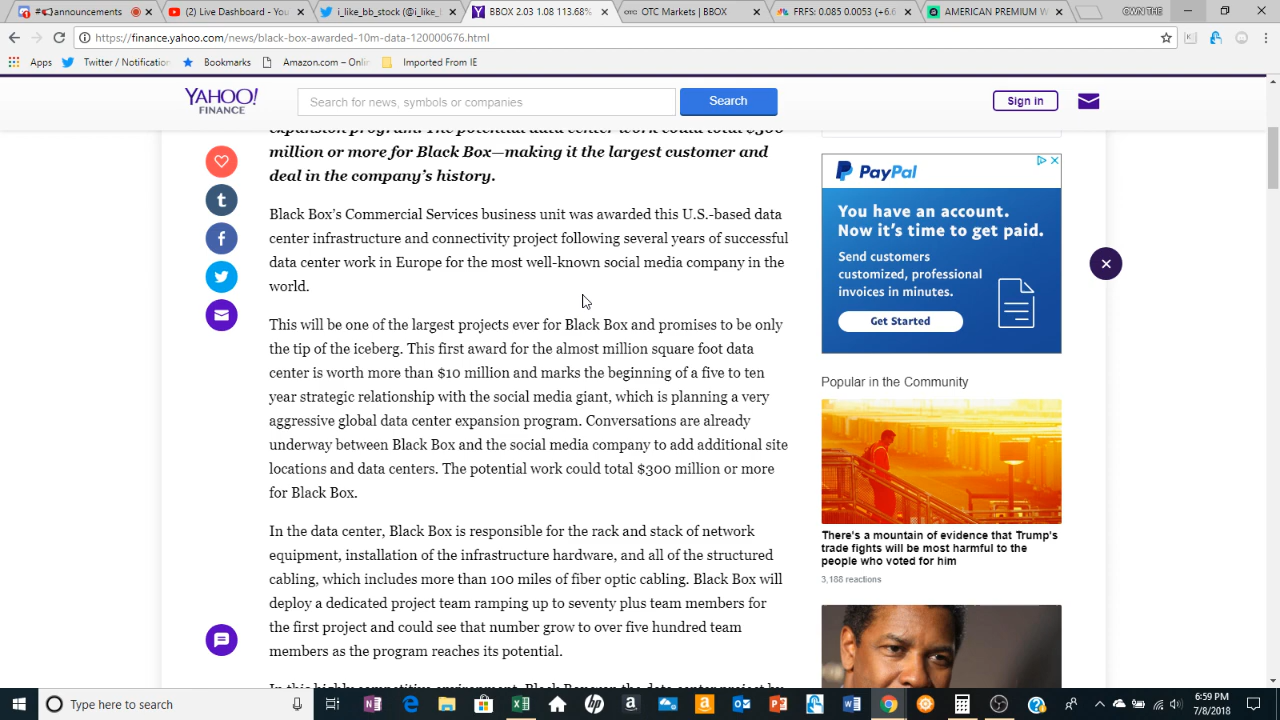 #announcements
(2) Live Dashboard - You
i_like_bb_stock (@i_like_
BBOX 2.03 1.08 113.68%
OTC Markets | BBOX
FRFS: 0.085 0.0053 (+6.6
AMERICAN PREMIUM W
OWN THE
https://finance.yahoo.com/news/black-box-awarded-10m-data-120000676.html
Apps
Twitter / Notification
Bookmarks
Amazon.com – Onli
Imported From IE
YAHOO!
FINANCE
Search for news, symbols or companies
Search
Sign in
expansion program. The potential data center work could total $300
million or more for Black Box—making it the largest customer and
deal in the company's history.
Black Box's Commercial Services business unit was awarded this U.S.-based data
center infrastructure and connectivity project following several years of successful
data center work in Europe for the most well-known social media company in the
world.
This will be one of the largest projects ever for Black Box and promises to be only
the tip of the iceberg. This first award for the almost million square foot data
center is worth more than $10 million and marks the beginning of a five to ten
year strategic relationship with the social media giant, which is planning a very
aggressive global data center expansion program. Conversations are already
underway between Black Box and the social media company to add additional site
locations and data centers. The potential work could total $300 million or more
for Black Box.
In the data center, Black Box is responsible for the rack and stack of network
equipment, installation of the infrastructure hardware, and all of the structured
cabling, which includes more than 100 miles of fiber optic cabling. Black Box will
deploy a dedicated project team ramping up to seventy plus team members for
the first project and could see that number grow to over five hundred team
members as the program reaches its potential.
PayPal
You have an account.
Now it's time to get paid.
Send customers
customized, professional
invoices in minutes.
Get Started
Popular in the Community
There's a mountain of evidence that Trump's
trade fights will be most harmful to the
people who voted for him
3,188 reactions
Type here to search
6:59 PM
7/8/2018